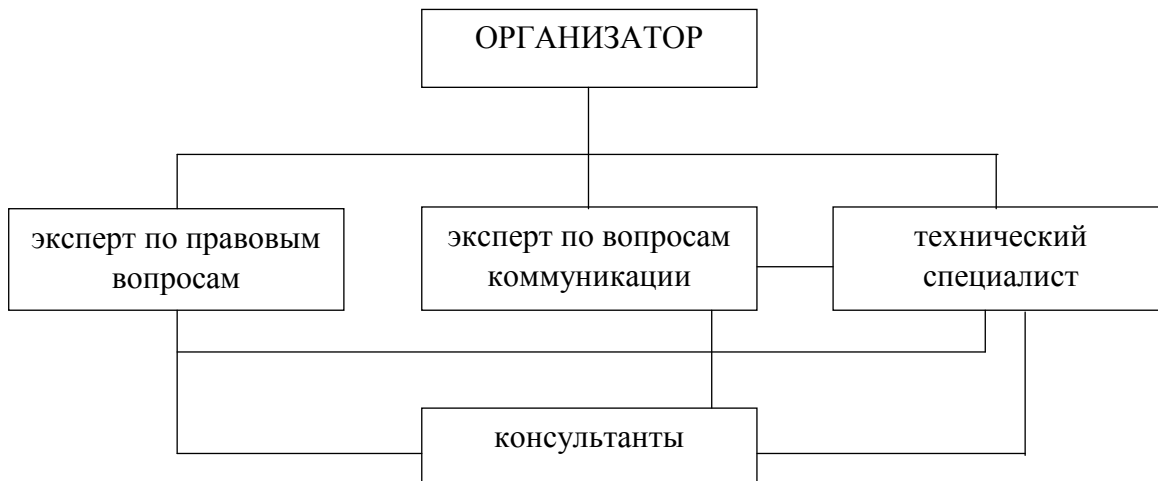 ОРГАНИЗАТОР
эксперт по правовым
вопросам
эксперт по вопросам
коммуникации
технический
специалист
консультанты